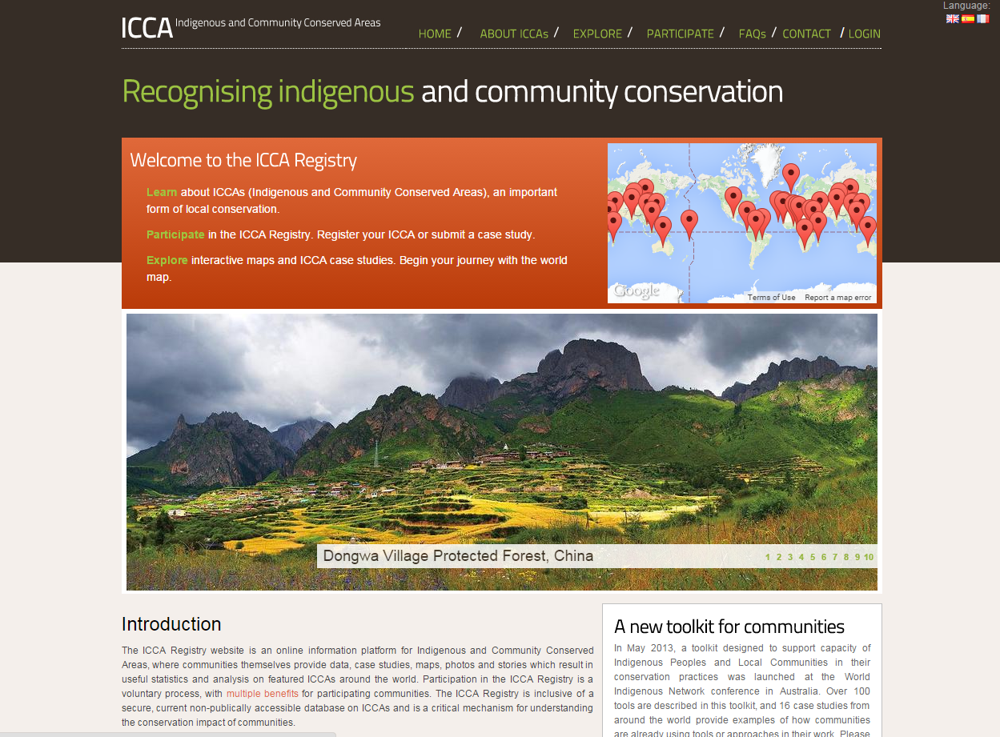 Language:
ICCA Indigenous and Community Conserved Areas
HOME / ABOUT ICCAs / EXPLORE / PARTICIPATE / FAQs / CONTACT / LOGIN
Recognising indigenous and community conservation
Welcome to the ICCA Registry
Learn about ICCAs (Indigenous and Community Conserved Areas), an important
form of local conservation.
Participate in the ICCA Registry. Register your ICCA or submit a case study.
Explore interactive maps and ICCA case studies. Begin your journey with the world
map.
Google
Terms of Use Report a map error
Dongwa Village Protected Forest, China
1 2 3 4 5 6 7 8 9 10
Introduction
The ICCA Registry website is an online information platform for Indigenous and Community Conserved
Areas, where communities themselves provide data, case studies, maps, photos and stories which result in
useful statistics and analysis on featured ICCAs around the world. Participation in the ICCA Registry is a
voluntary process, with multiple benefits for participating communities. The ICCA Registry is inclusive of a
secure, current non-publically accessible database on ICCAs and is a critical mechanism for understanding
the conservation impact of communities.
A new toolkit for communities
In May 2013, a toolkit designed to support capacity of
Indigenous Peoples and Local Communities in their
conservation practices was launched at the World
Indigenous Network conference in Australia. Over 100
tools are described in this toolkit, and 16 case studies from
around the world provide examples of how communities
are already using tools or approaches in their work. Please